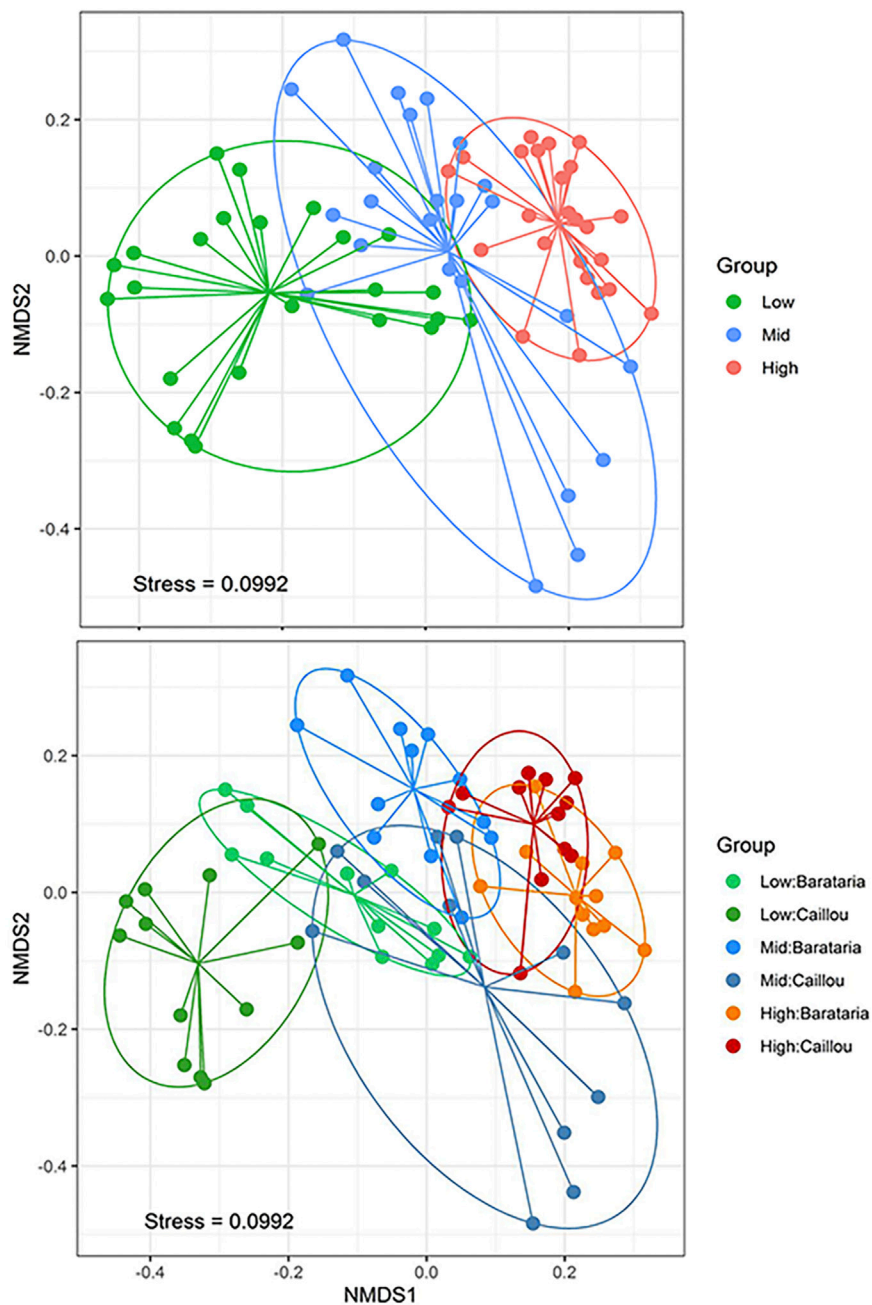 0.2
0.0
-0.2
-0.4
NMDS2
Stress = 0.0992
Group
Low
Mid
High
0.2
0.0
-0.2
-0.4
NMDS2
Stress = 0.0992
-0.4 -0.2 0.0 0.2
NMDS1
Group
Low:Barataria
Low:Caillou
Mid:Barataria
Mid:Caillou
High:Barataria
High:Caillou